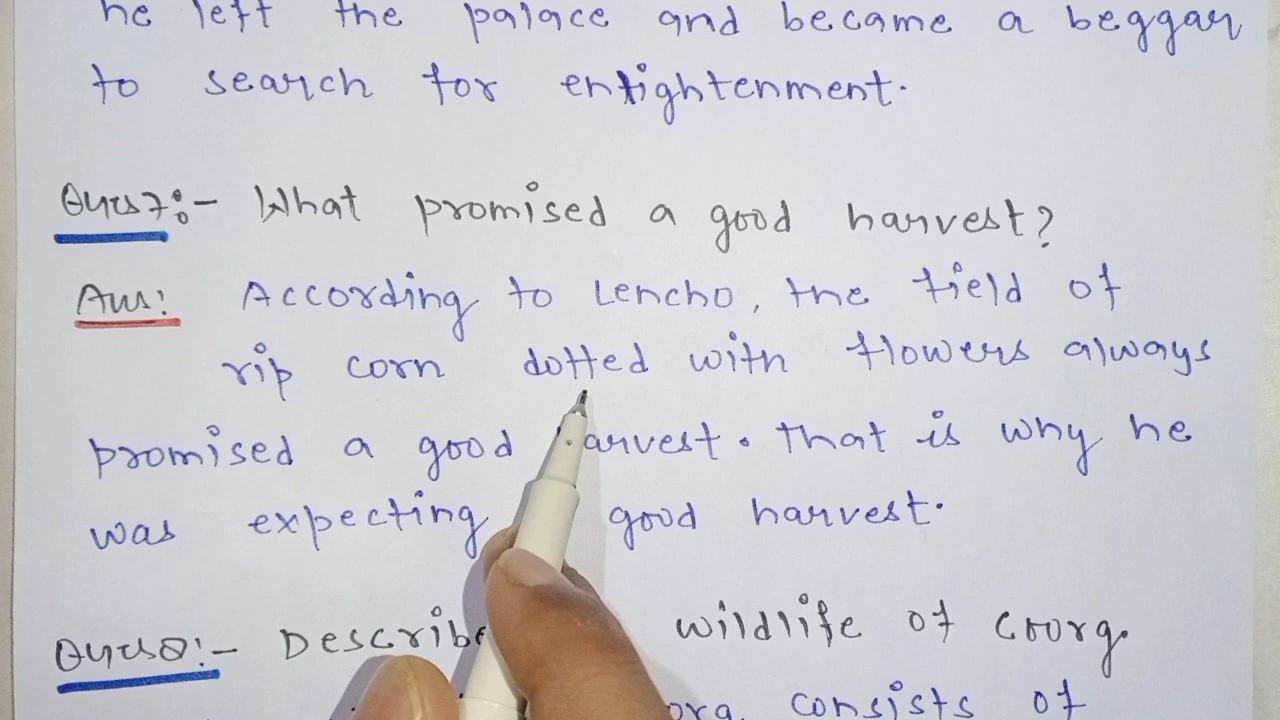 he left the palace and became a beggar
to search for enlightenment.
Ques7:- What promised a good harvest?
Ans: According to Lencho, the field of
rip corn dotted with flowers always
promised a good harvest. That is why he
was expecting good harvest.
Ques8:- Describe wildlife of Coorg.
consists of